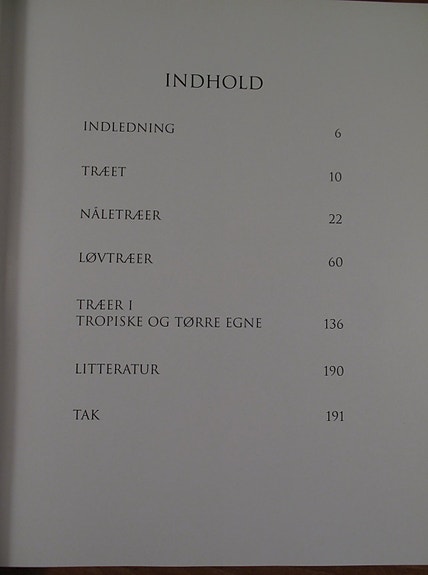 INDHOLD
INDLEDNING 6
TRÆET 10
NÅLETRÆER 22
LØVTRÆER 60
TRÆER I
TROPISKE OG TØRRE EGNE 136
LITTERATUR 190
TAK 191